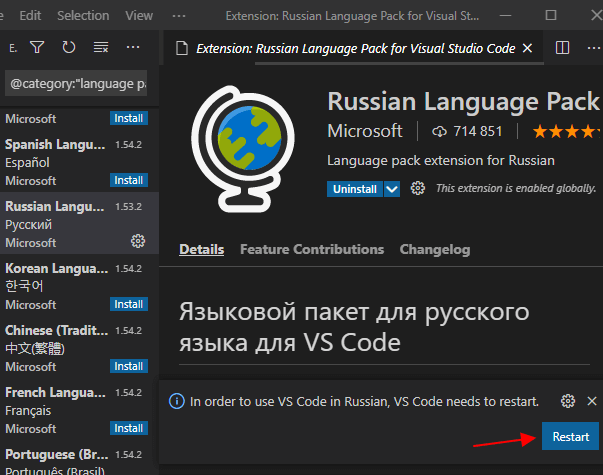 Edit Selection View ··· Extension: Russian Language Pack for Visual Stu...
E. ··· Extension: Russian Language Pack for Visual Studio Code ···
@category:"language pa
Microsoft Install
Spanish Langu... 1.54.2
Español
Microsoft Install
Russian Langu... 1.53.2
Русский
Microsoft
Korean Langua... 1.54.2
한국어
Microsoft Install
Chinese (Tradit... 1.54.2
中文(繁體)
Microsoft Install
French Langua... 1.54.2
Français
Microsoft Install
Portuguese (Br... 1.54.2
Português (Brasil)
Russian Language Pack
Microsoft 714 851
Language pack extension for Russian
Uninstall This extension is enabled globally.
Details Feature Contributions Changelog
Языковой пакет для русского
языка для VS Code
In order to use VS Code in Russian, VS Code needs to restart.
Restart